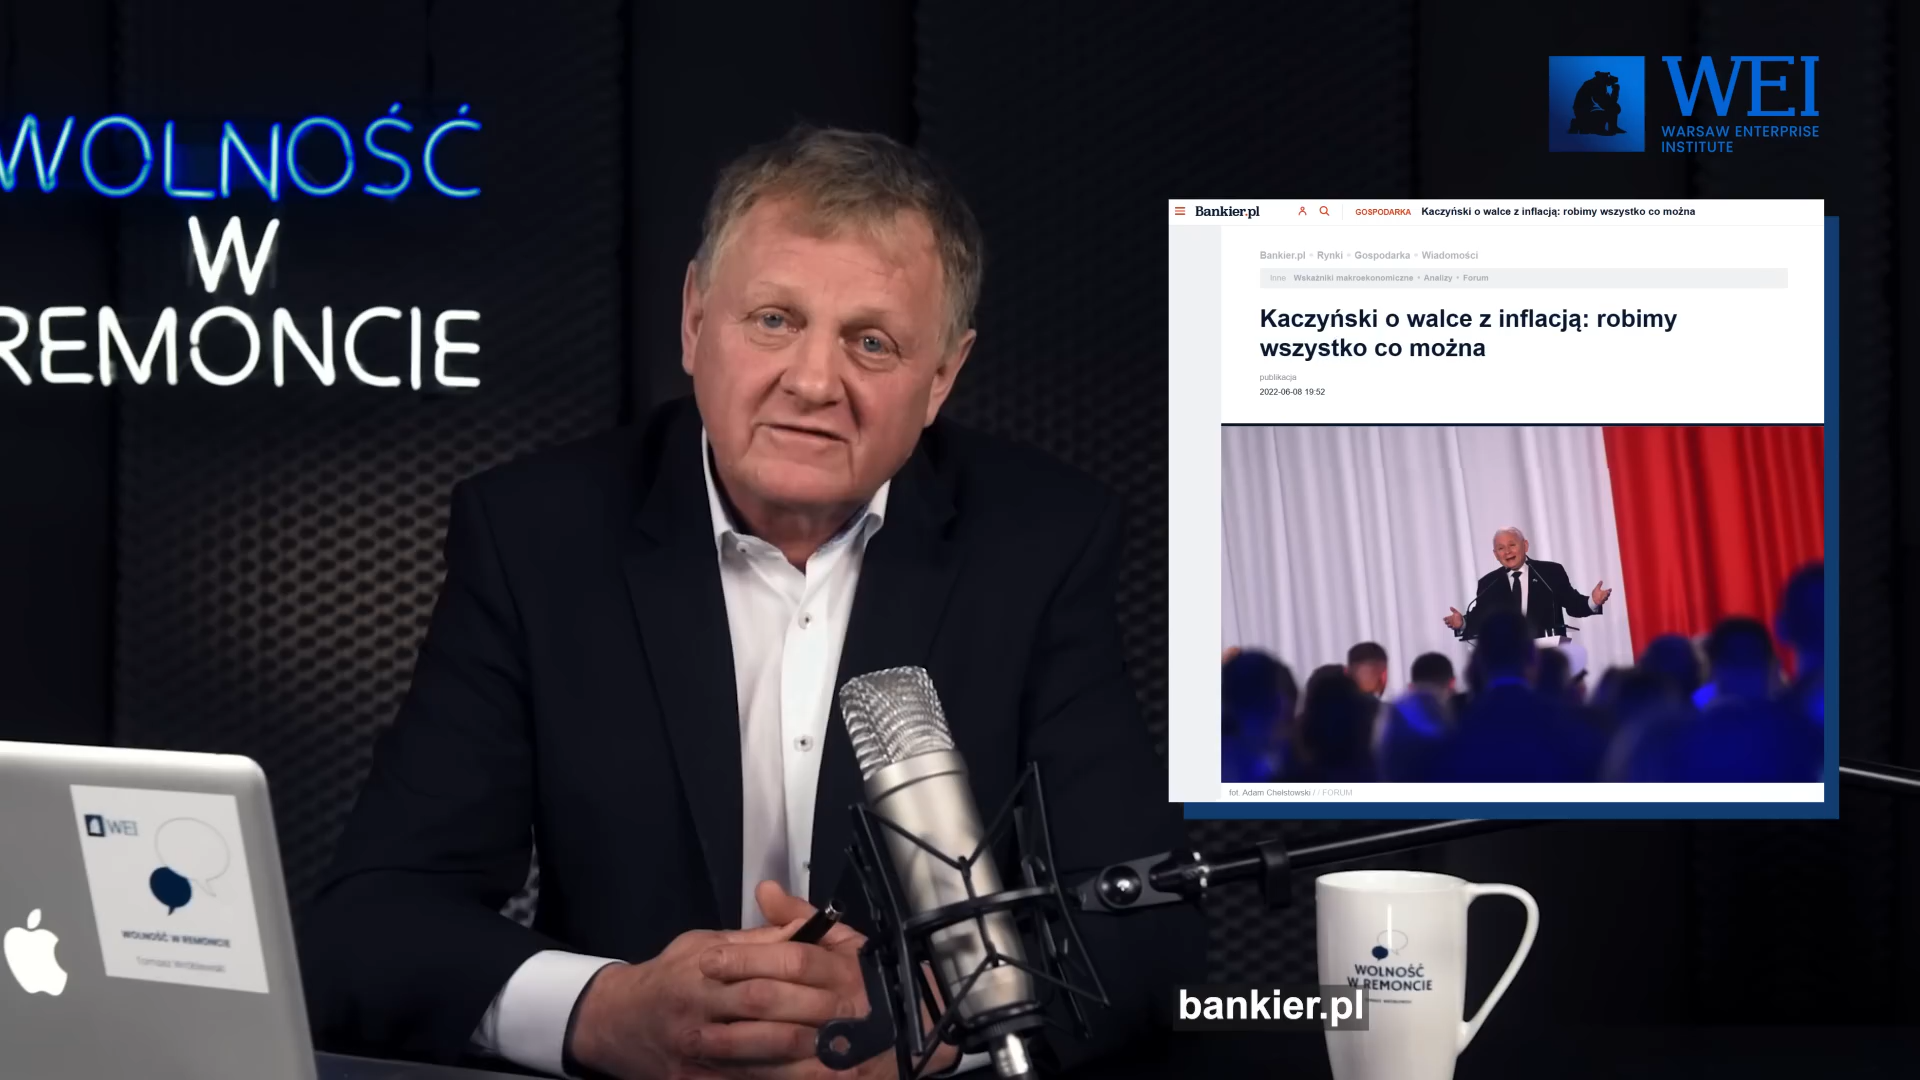 WOLNOŚĆ
W
REMONCIE
WEI
WARSAW ENTERPRISE
INSTITUTE
Bankier.pl
GOSPODARKA Kaczyński o walce z inflacją: robimy wszystko co można
Bankier.pl Rynki Gospodarka Wiadomości
Inne Wskaźniki makroekonomiczne • Analizy • Forum
Kaczyński o walce z inflacją: robimy
wszystko co można
publikacja
2022-06-08 19:52
fot. Adam Chełstowski / / FORUM
WEI
WOLNOŚĆ W REMONCIE
Tomasz Wróblewski
WOLNOŚĆ
W REMONCIE
bankier.pl